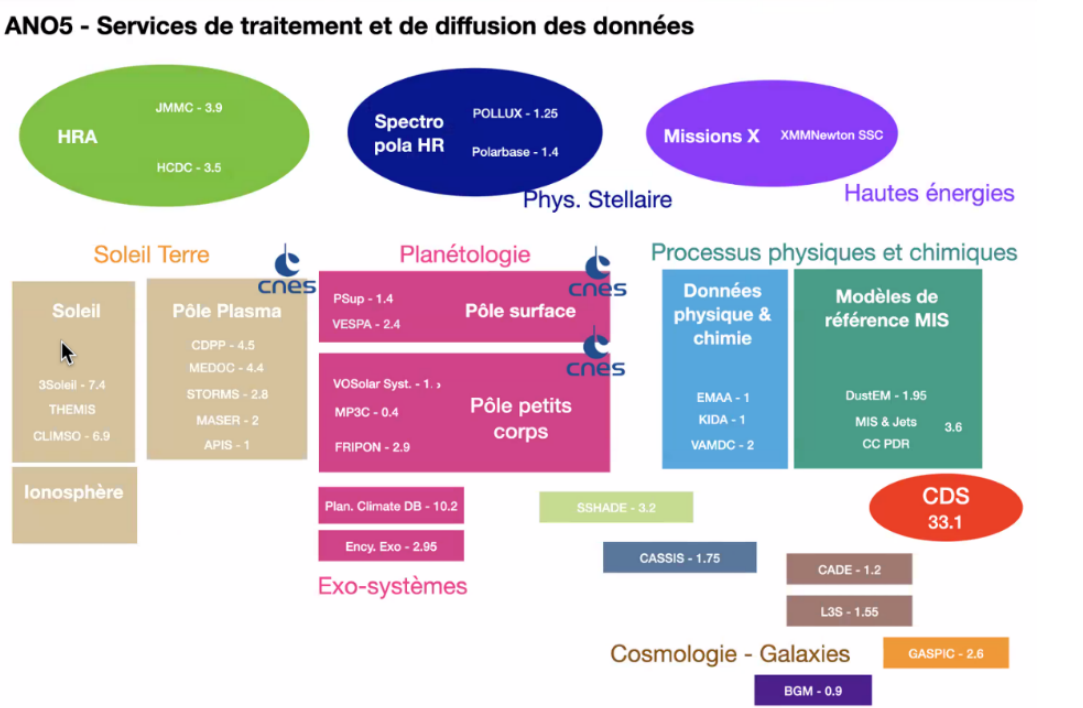 ANO5 - Services de traitement et de diffusion des données
HRA
JMMC - 3.9
HCDC - 3.5
Spectro
pola HR
POLLUX - 1.25
Polarbase - 1.4
Phys. Stellaire
Missions X
XMMNewton SSC
Hautes énergies
Soleil Terre
cnes
Soleil
3Soleil - 7.4
THEMIS
CLIMSO - 6.9
Ionosphère
Pôle Plasma
CDPP - 4.5
MEDOC - 4.4
STORMS - 2.8
MASER - 2
APIS - 1
Planétologie
cnes
PSup - 1.4
VESPA - 2.4
Pôle surface
cnes
VOSolar Syst. - 1.
MP3C - 0.4
FRIPON - 2.9
Pôle petits
corps
Plan. Climate DB - 10.2
Ency. Exo - 2.95
Exo-systèmes
Processus physiques et chimiques
Données
physique &
chimie
EMAA - 1
KIDA - 1
VAMDC - 2
Modèles de
référence MIS
DustEM - 1.95
MIS & Jets
3.6
CC PDR
SSHADE - 3.2
CDS
33.1
CASSIS - 1.75
CADE - 1.2
L3S - 1.55
Cosmologie - Galaxies
GASPIC - 2.6
BGM - 0.9